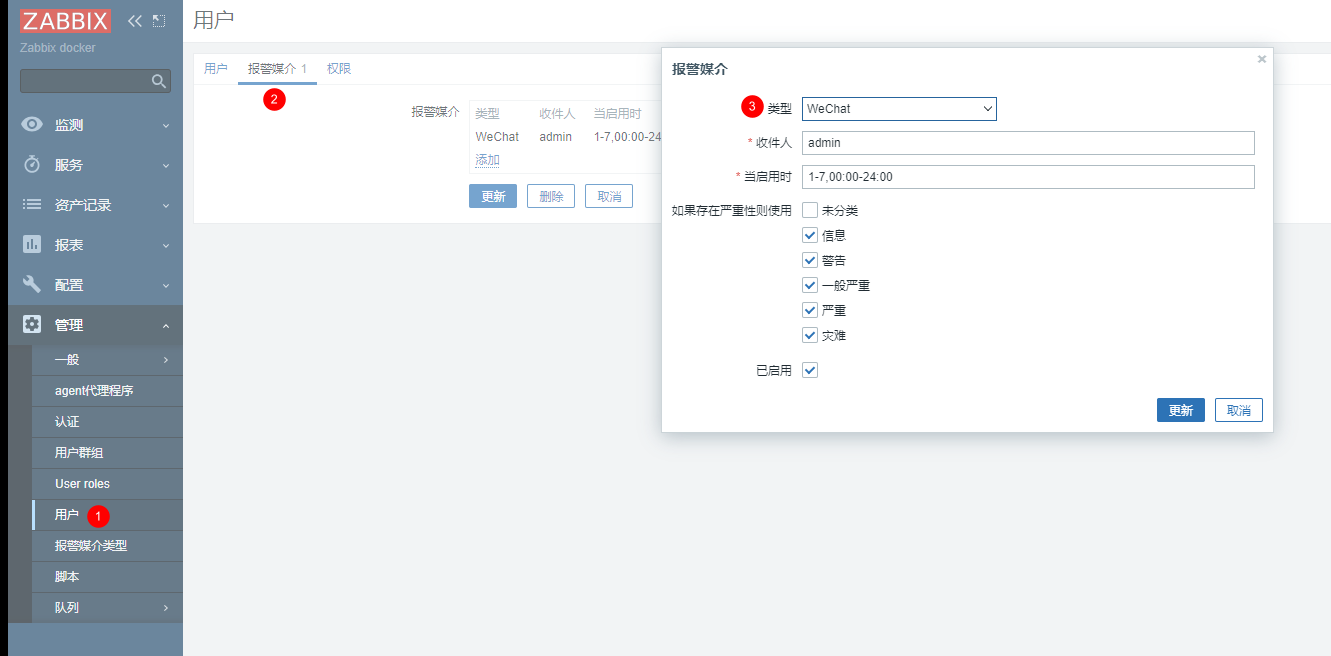 ZABBIX
Zabbix docker
监测
服务
资产记录
报表
配置
管理
一般
agent代理程序
认证
用户群组
User roles
用户 1
报警媒介类型
脚本
队列
用户
用户 报警媒介 1 权限
2
报警媒介 类型 收件人 当启用时
WeChat admin 1-7,00:00-24
添加
更新 删除 取消
报警媒介
3 类型 WeChat
* 收件人 admin
* 当启用时 1-7,00:00-24:00
如果存在严重性则使用 未分类
信息
警告
一般严重
严重
灾难
已启用
更新 取消